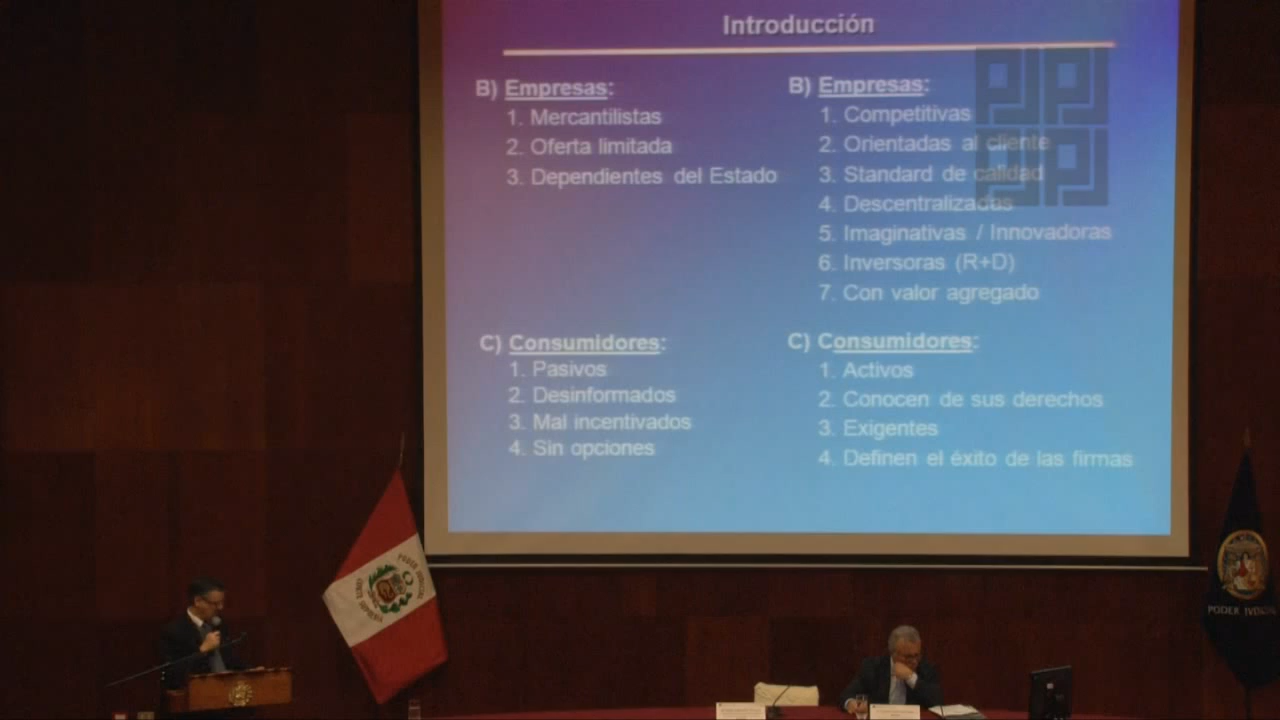 Introducción
B) Empresas:
1. Mercantilistas
2. Oferta limitada
3. Dependientes del Estado
C) Consumidores:
1. Pasivos
2. Desinformados
3. Mal incentivados
4. Sin opciones
B) Empresas:
1. Competitivas
2. Orientadas al cliente
3. Standard de calidad
4. Descentralizadas
5. Imaginativas / Innovadoras
6. Inversoras (R+D)
7. Con valor agregado
C) Consumidores:
1. Activos
2. Conocen de sus derechos
3. Exigentes
4. Definen el éxito de las firmas
PODER JUDICIAL
PODER JUDICIAL